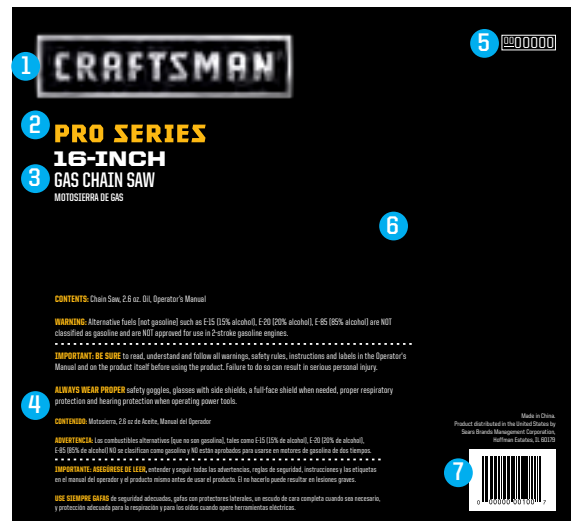 1 CRAFTSMAN
5 00 00000
2 PRO SERIES
16-INCH
3 GAS CHAIN SAW
MOTOSIERRA DE GAS
6
CONTENTS: Chain Saw, 2.6 oz. Oil, Operator's Manual
WARNING: Alternative fuels [not gasoline] such as E-15 (15% alcohol), E-20 (20% alcohol), E-85 (85% alcohol) are NOT
classified as gasoline and are NOT approved for use in 2-stroke gasoline engines.
IMPORTANT: BE SURE to read, understand and follow all warnings, safety rules, instructions and labels in the Operator's
Manual and on the product itself before using the product. Failure to do so can result in serious personal injury.
ALWAYS WEAR PROPER safety goggles, glasses with side shields, a full-face shield when needed, proper respiratory
protection and hearing protection when operating power tools.
4
CONTENIDO: Motosierra, 2.6 oz de Aceite, Manual del Operador
ADVERTENCIA: Los combustibles alternativos [que no son gasolina], tales como E-15 (15% de alcohol), E-20 (20% de alcohol),
E-85 (85% de alcohol) NO se clasifican como gasolina y NO están aprobados para usarse en motores de gasolina de dos tiempos.
IMPORTANTE: ASEGÚRESE DE LEER, entender y seguir todas las advertencias, reglas de seguridad, instrucciones y las etiquetas
en el manual del operador y el producto mismo antes de usar el producto. El no hacerlo puede resultar en lesiones graves.
USE SIEMPRE GAFAS de seguridad adecuadas, gafas con protectores laterales, un escudo de cara completa cuando sea necesario,
y protección adecuada para la respiración y para los oídos cuando opere herramientas eléctricas.
Made in China.
Product distributed in the United States by
Sears Brands Management Corporation,
Hoffman Estates, IL 60179
7
0 00000 00100 7